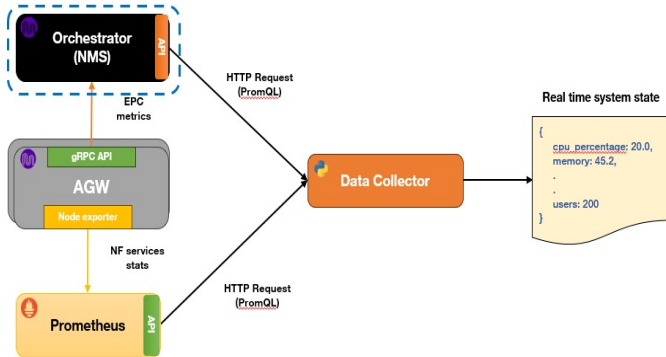 Orchestrator
(NMS)
API
EPC
metrics
gRPC API
AGW
Node exporter
NF services
stats
Prometheus
API
HTTP Request
(PromQL)
HTTP Request
(PromQL)
Data Collector
Real time system state
{
cpu_percentage: 20.0,
memory: 45.2,
.
.
users: 200
}